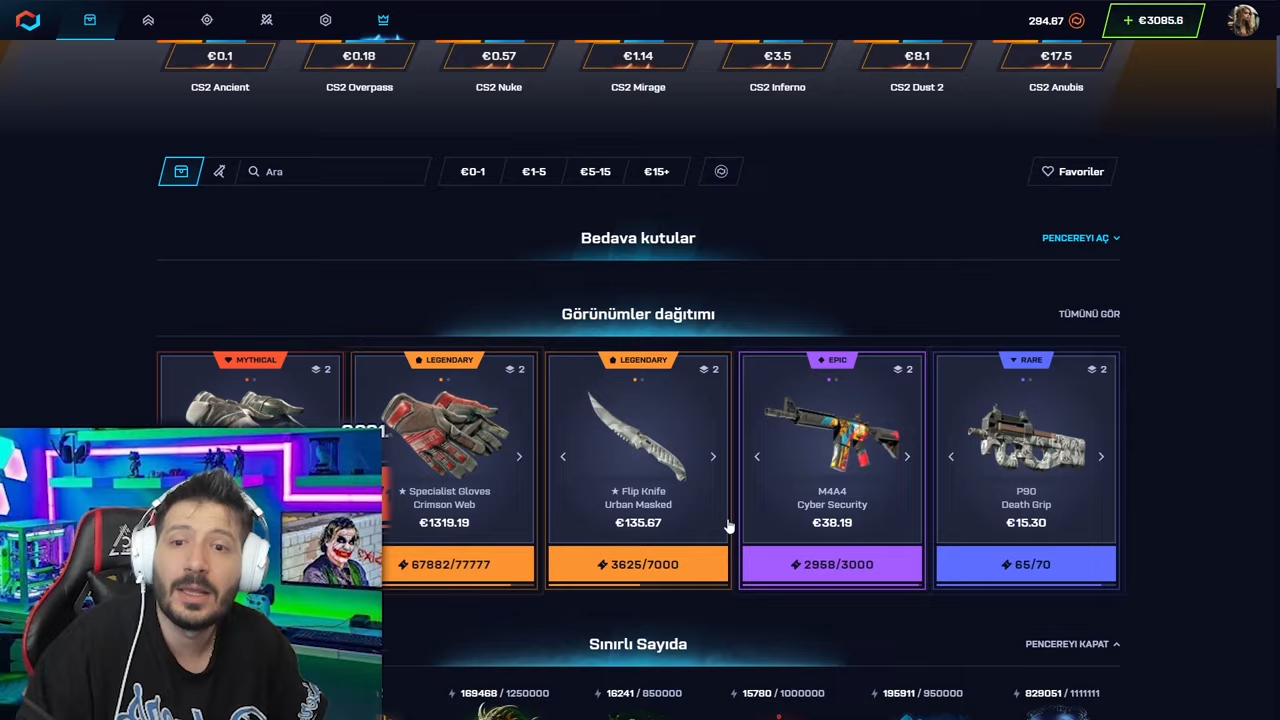 294.67
+ €3085.6
€0.1
€0.18
€0.57
€1.14
€3.5
€8.1
€17.5
CS2 Ancient
CS2 Overpass
CS2 Nuke
CS2 Mirage
CS2 Inferno
CS2 Dust 2
CS2 Anubis
Ara
€0-1
€1-5
€5-15
€15+
Favoriler
Bedava kutular
PENCEREYİ AÇ
Görünümler dağıtımı
TÜMÜNÜ GÖR
MYTHICAL
2
LEGENDARY
2
★ Specialist Gloves
Crimson Web
€1319.19
67882/77777
LEGENDARY
2
★ Flip Knife
Urban Masked
€135.67
3625/7000
EPIC
2
M4A4
Cyber Security
€38.19
2958/3000
RARE
2
P90
Death Grip
€15.30
65/70
Sınırlı Sayıda
PENCEREYİ KAPAT
169468 / 1250000
16241 / 850000
15780 / 1000000
195911 / 950000
829051 / 1111111